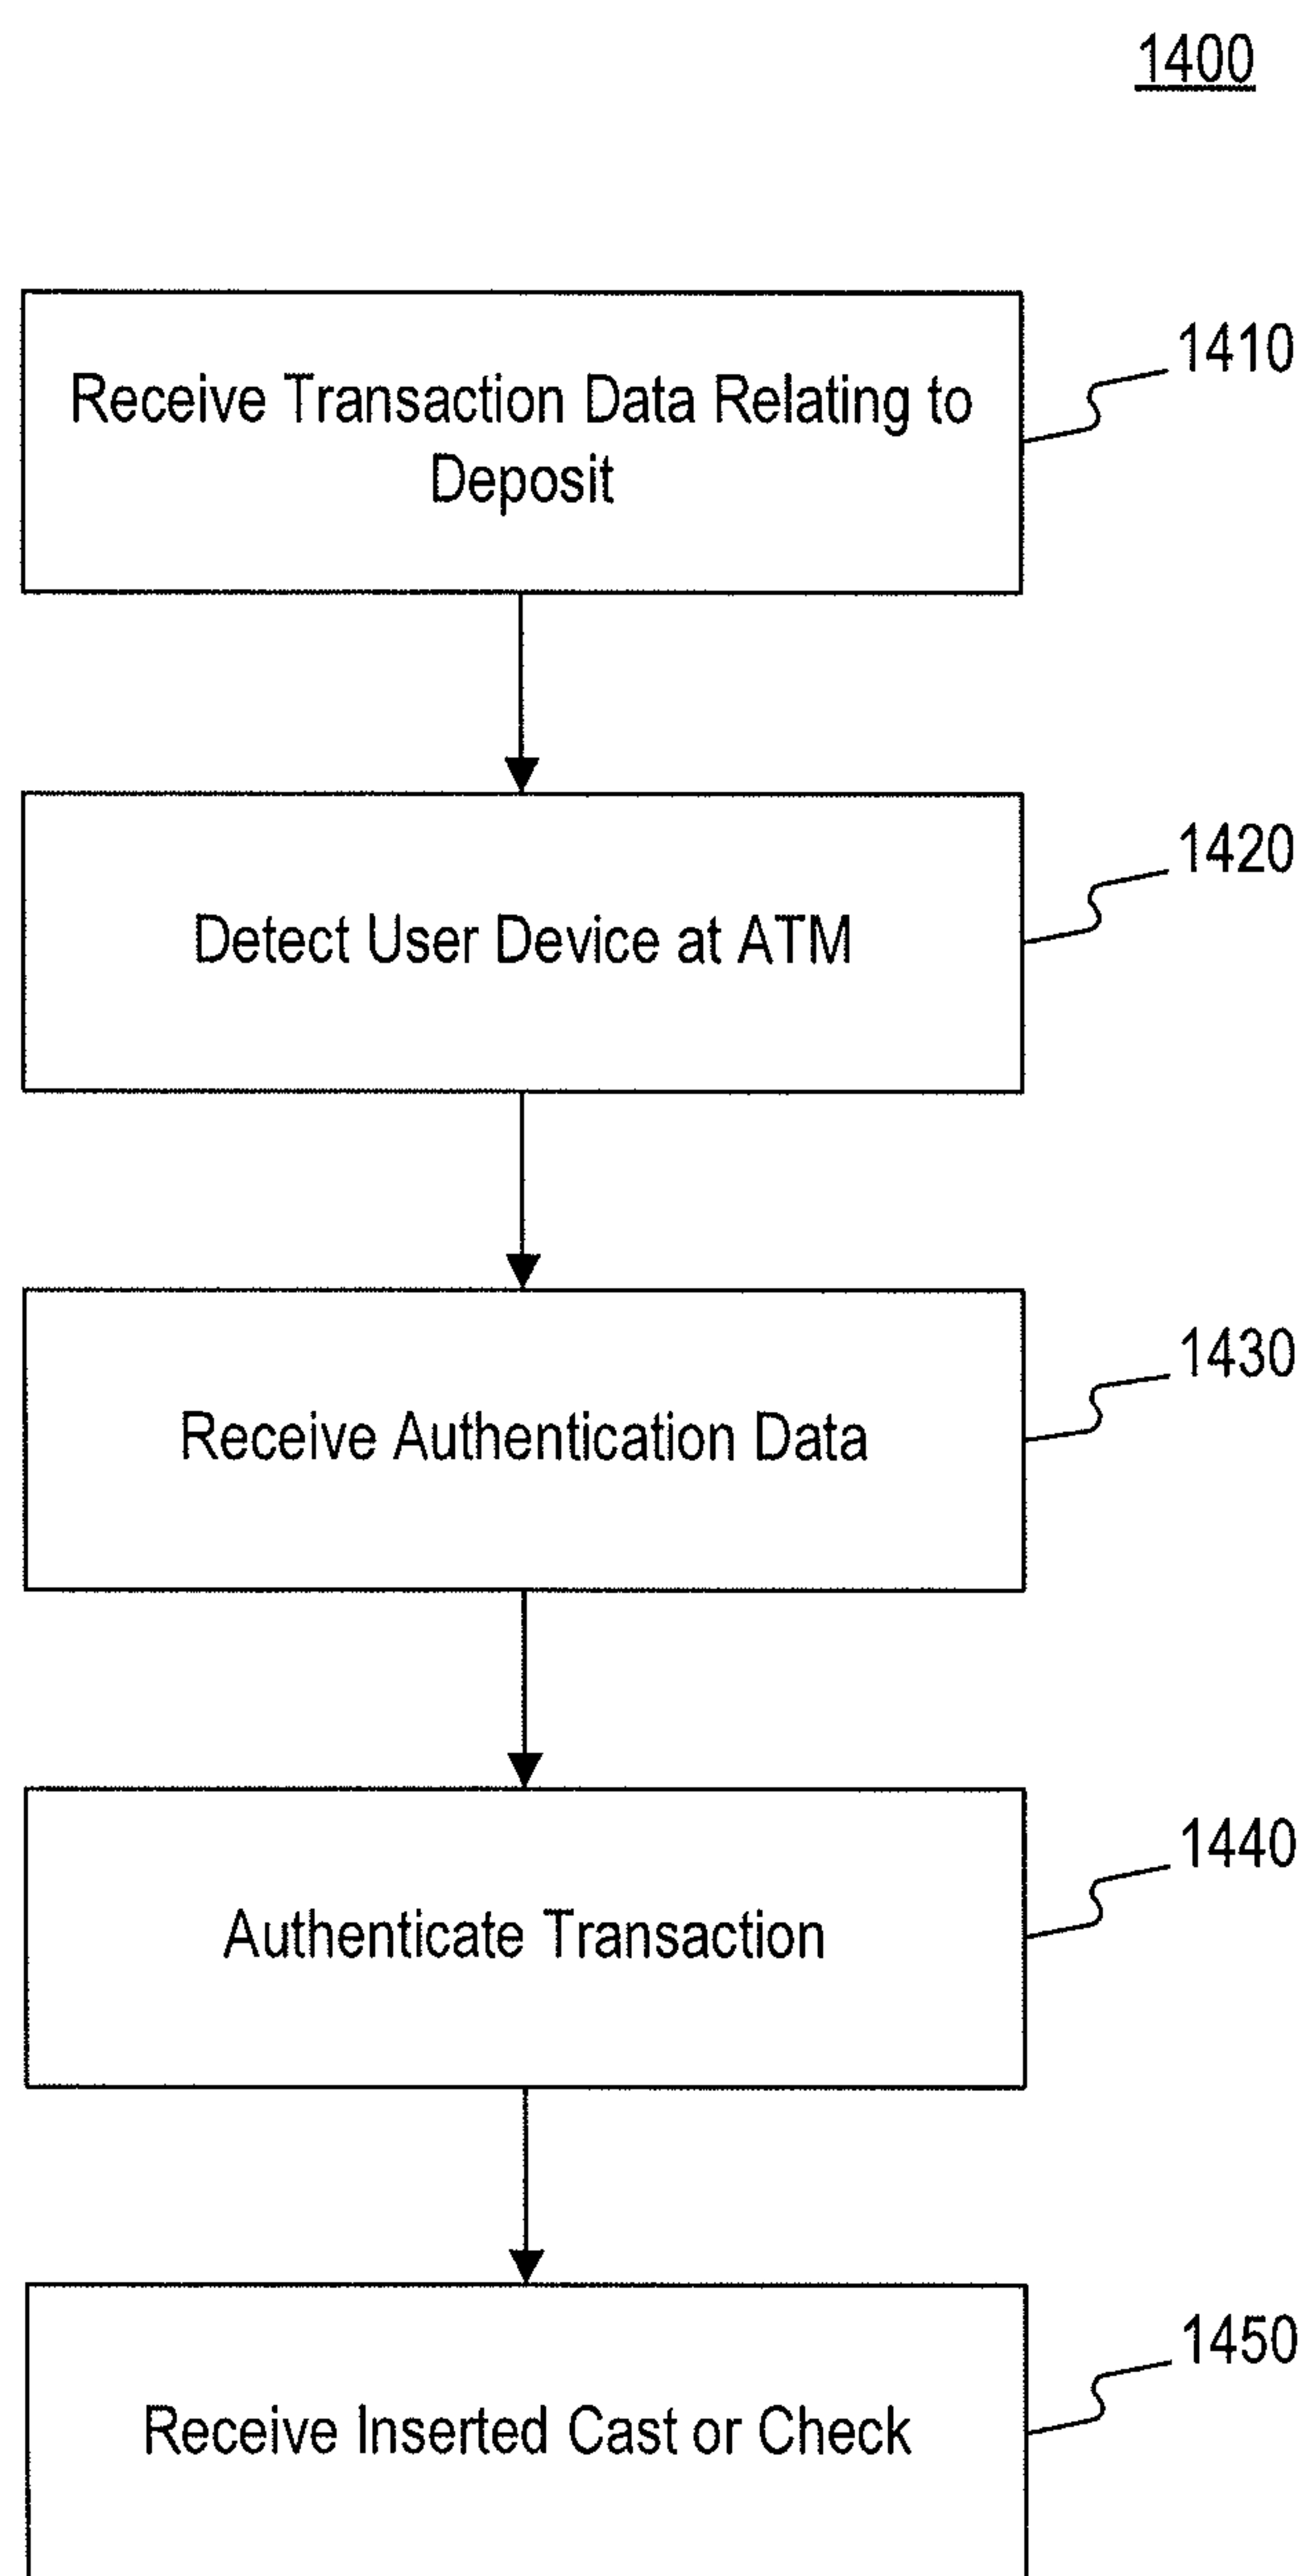 1400
Receive Transaction Data Relating to
Deposit
1410
Detect User Device at ATM
1420
Receive Authentication Data
1430
Authenticate Transaction
1440
Receive Inserted Cast or Check
1450